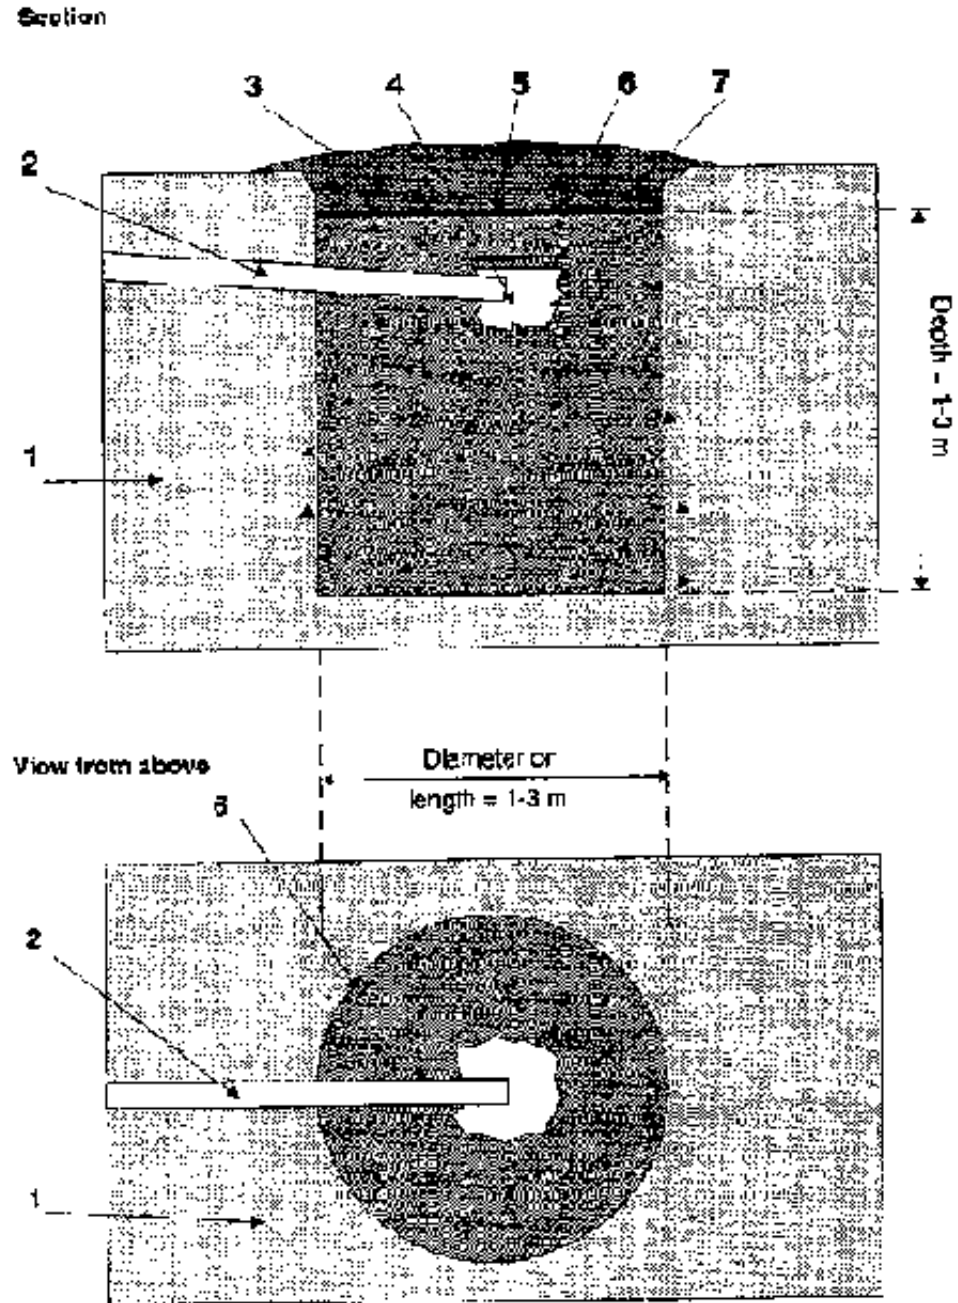 Section
3 4 5 6 7
2
1
Depth = 1-3 m
View from above
Diameter or
length = 1-3 m
6
2
1